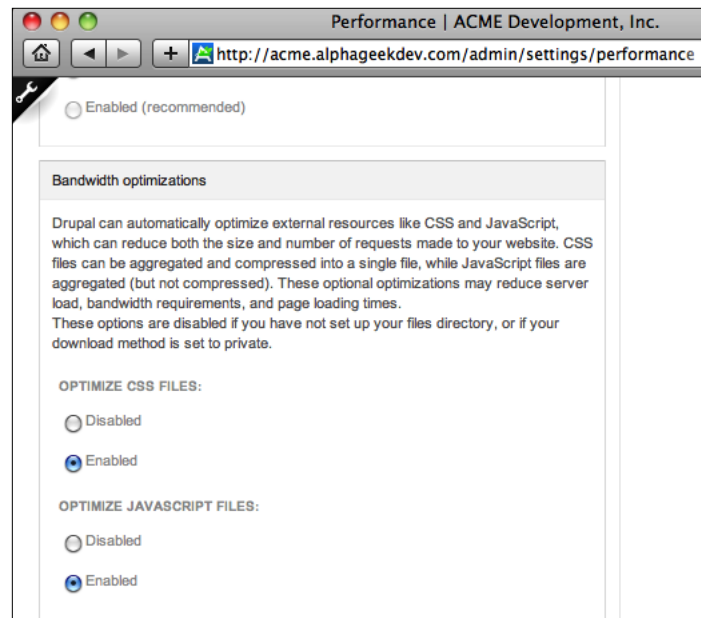 Performance | ACME Development, Inc.
http://acme.alphageekdev.com/admin/settings/performance
Enabled (recommended)
Bandwidth optimizations
Drupal can automatically optimize external resources like CSS and JavaScript,
which can reduce both the size and number of requests made to your website. CSS
files can be aggregated and compressed into a single file, while JavaScript files are
aggregated (but not compressed). These optional optimizations may reduce server
load, bandwidth requirements, and page loading times.
These options are disabled if you have not set up your files directory, or if your
download method is set to private.
OPTIMIZE CSS FILES:
Disabled
Enabled
OPTIMIZE JAVASCRIPT FILES:
Disabled
Enabled